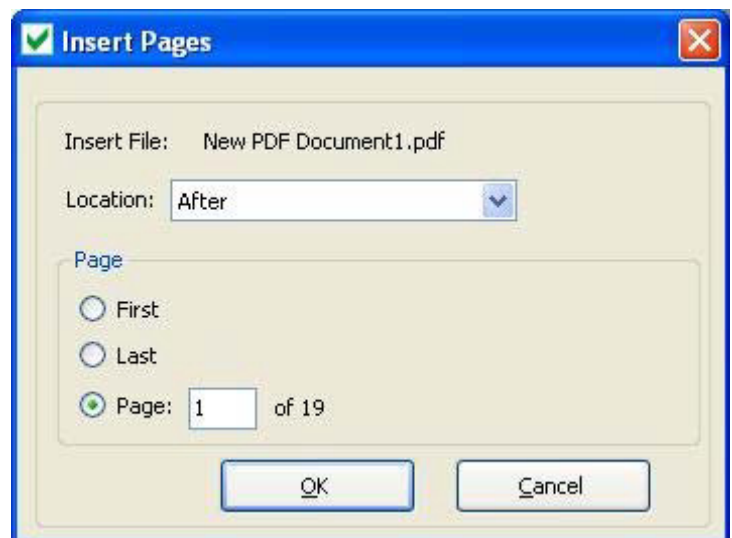 Insert Pages
Insert File: New PDF Document1.pdf
Location: After
Page
First
Last
Page: 1 of 19
OK Cancel